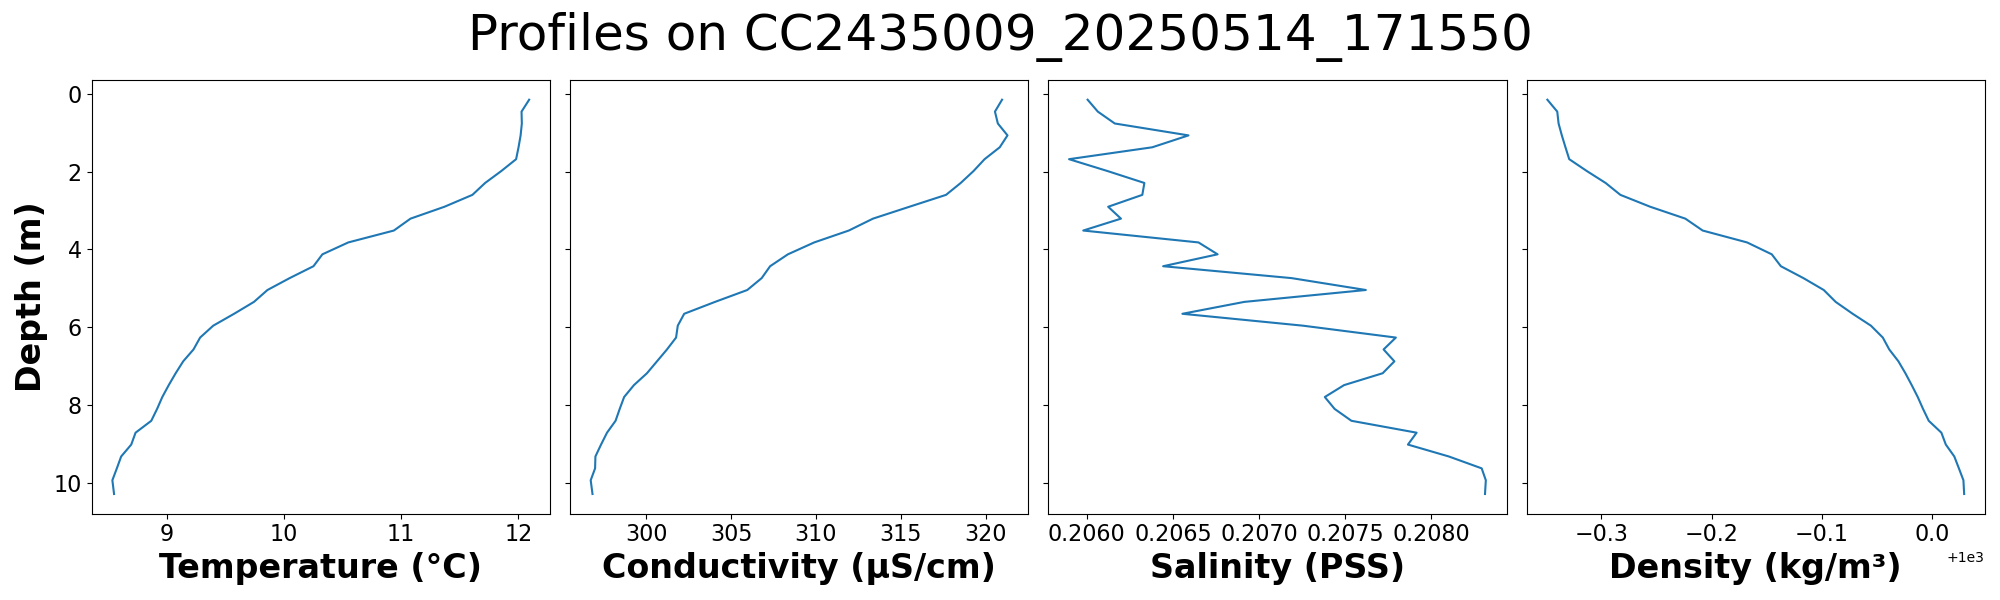 Profiles on CC2435009_20250514_171550
Depth (m)
0
2
4
6
8
10
9 10 11 12
Temperature (°C)
300 305 310 315 320
Conductivity (µS/cm)
0.2060 0.2065 0.2070 0.2075 0.2080
Salinity (PSS)
−0.3 −0.2 −0.1 0.0
+1e3
Density (kg/m³)